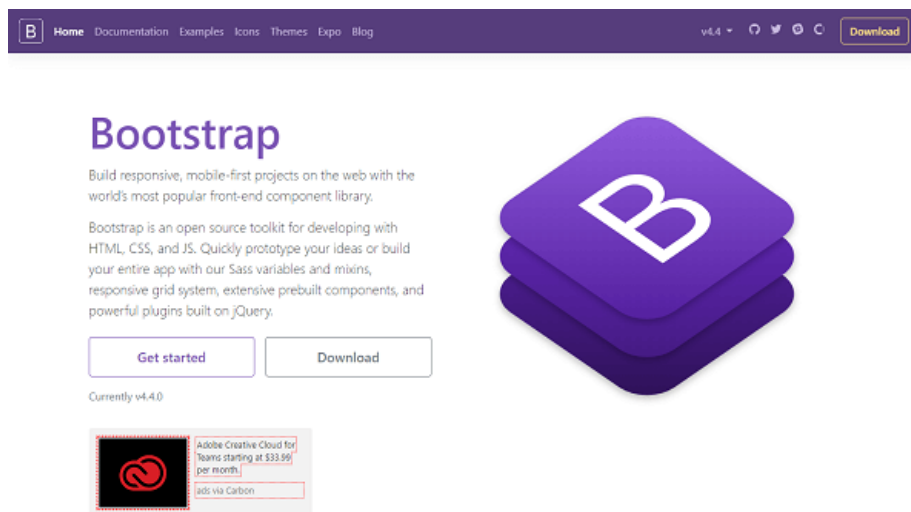 B Home Documentation Examples Icons Themes Expo Blog v4.4 Download
Bootstrap
Build responsive, mobile-first projects on the web with the
world's most popular front-end component library.
Bootstrap is an open source toolkit for developing with
HTML, CSS, and JS. Quickly prototype your ideas or build
your entire app with our Sass variables and mixins,
responsive grid system, extensive prebuilt components, and
powerful plugins built on jQuery.
B
Get started Download
Currently v4.4.0
Adobe Creative Cloud for
Teams starting at $33.99
per month.
ads via Carbon